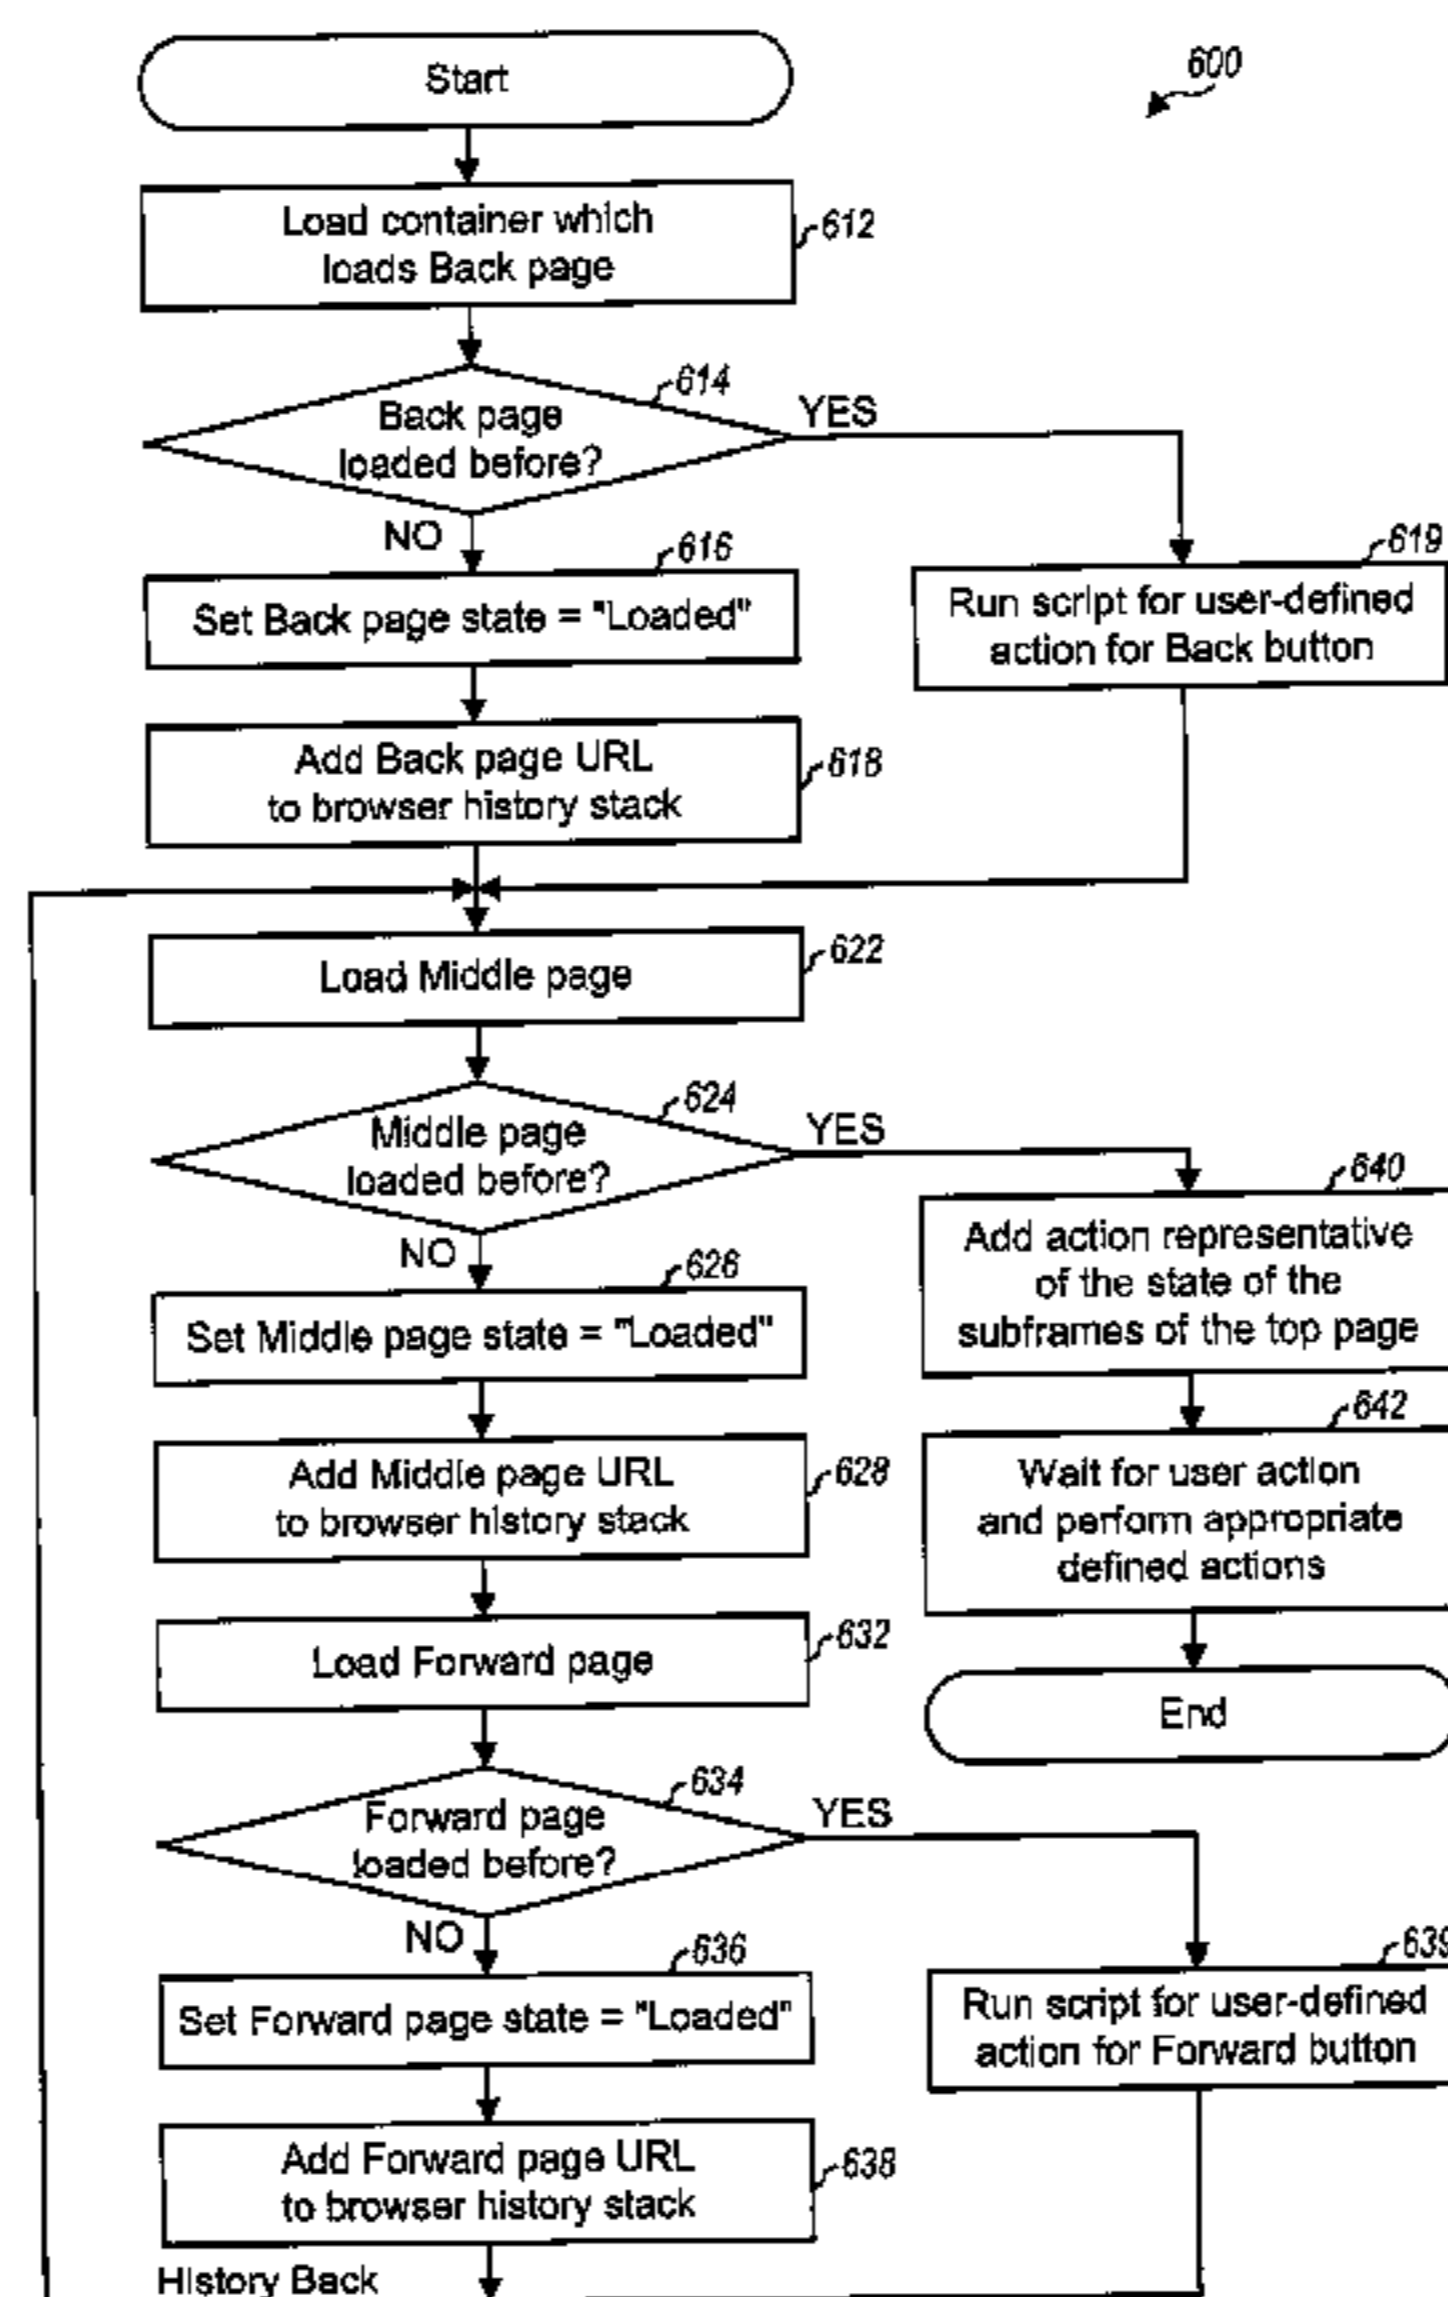 Start
600
Load container which
loads Back page
612
Back page
loaded before?
614
YES
NO
616
Set Back page state = "Loaded"
619
Run script for user-defined
action for Back button
Add Back page URL
to browser history stack
618
Load Middle page
622
Middle page
loaded before?
624
YES
NO
626
Set Middle page state = "Loaded"
640
Add action representative
of the state of the
subframes of the top page
642
Wait for user action
and perform appropriate
defined actions
End
Add Middle page URL
to browser history stack
628
Load Forward page
632
Forward page
loaded before?
634
YES
NO
636
Set Forward page state = "Loaded"
639
Run script for user-defined
action for Forward button
Add Forward page URL
to browser history stack
638
History Back